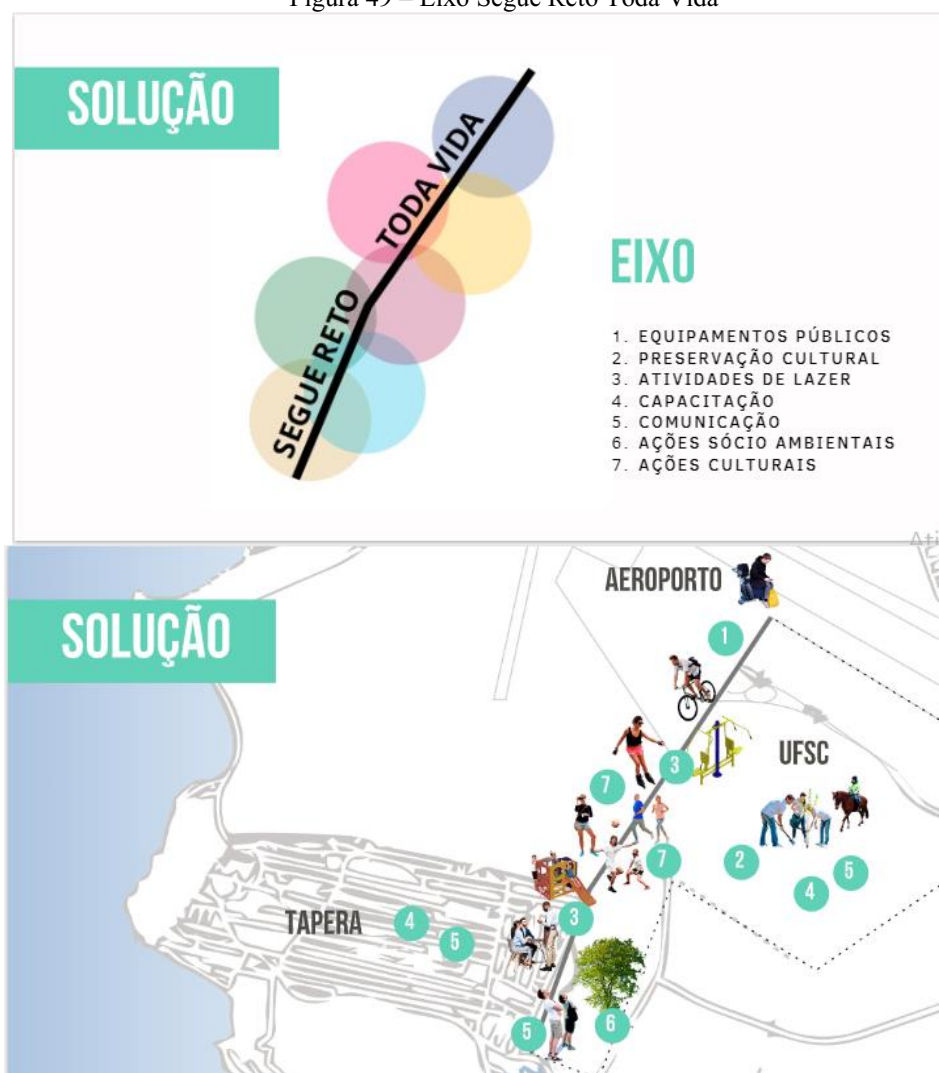 Figura 49 – Eixo Segue Reto Toda Vida
SOLUÇÃO
SEGUE RETO TODA VIDA
EIXO
1. EQUIPAMENTOS PÚBLICOS
2. PRESERVAÇÃO CULTURAL
3. ATIVIDADES DE LAZER
4. CAPACITAÇÃO
5. COMUNICAÇÃO
6. AÇÕES SÓCIO AMBIENTAIS
7. AÇÕES CULTURAIS
SOLUÇÃO
AEROPORTO
1
UFSC
3
7
7
2
5
4
TAPERA
4
5
3
5
6